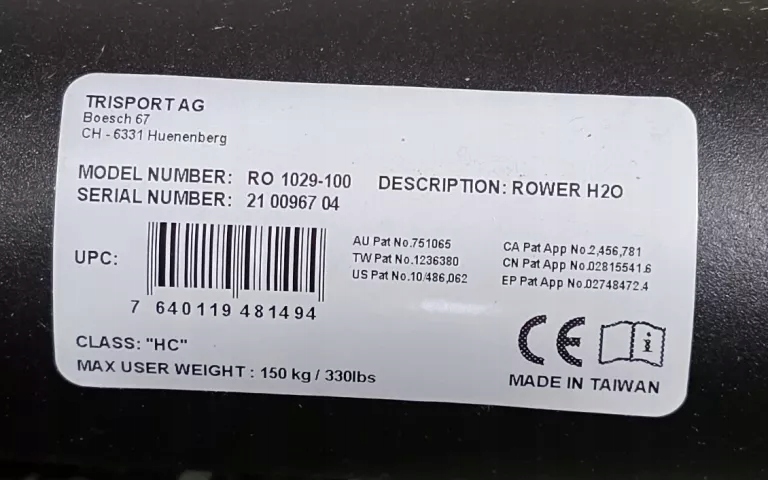 TRISPORT AG
Boesch 67
CH - 6331 Huenenberg
MODEL NUMBER: RO 1029-100 DESCRIPTION: ROWER H2O
SERIAL NUMBER: 21 00967 04
UPC:
7 640119 481494
AU Pat No.751065
TW Pat No.1236380
US Pat No.10/486,062
CA Pat App No.2,456,781
CN Pat App No.02815541.6
EP Pat App No.02748472.4
CLASS: "HC"
MAX USER WEIGHT : 150 kg / 330lbs
CE
i
MADE IN TAIWAN